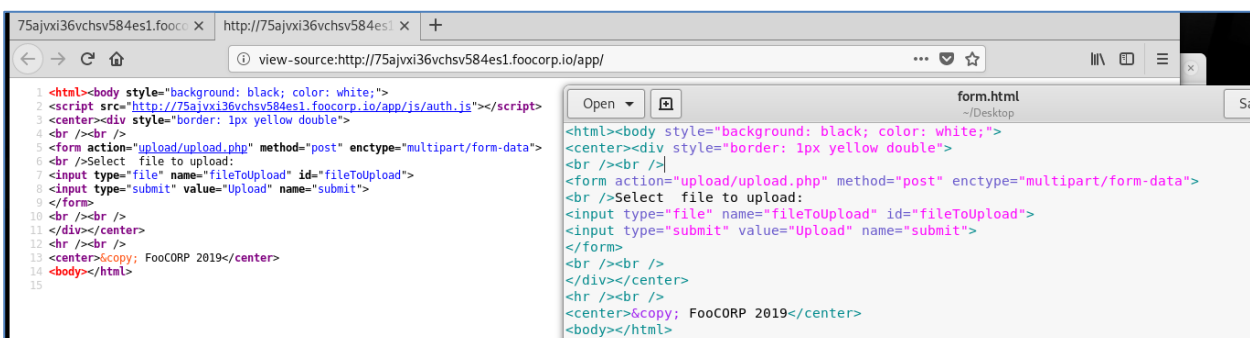 75ajvxi36vchsv584es1.fooco
http://75ajvxi36vchsv584es1
view-source:http://75ajvxi36vchsv584es1.foocorp.io/app/
1 <html><body style="background: black; color: white;">
2 <script src="http://75ajvxi36vchsv584es1.foocorp.io/app/js/auth.js"></script>
3 <center><div style="border: 1px yellow double">
4 <br /><br />
5 <form action="upload/upload.php" method="post" enctype="multipart/form-data">
6 <br />Select  file to upload:
7 <input type="file" name="fileToUpload" id="fileToUpload">
8 <input type="submit" value="Upload" name="submit">
9 </form>
10 <br /><br />
11 </div></center>
12 <hr /><br />
13 <center>&copy; FooCORP 2019</center>
14 <body></html>
15
Open
form.html
~/Desktop
Sa
<html><body style="background: black; color: white;">
<center><div style="border: 1px yellow double">
<br /><br />
<form action="upload/upload.php" method="post" enctype="multipart/form-data">
<br />Select  file to upload:
<input type="file" name="fileToUpload" id="fileToUpload">
<input type="submit" value="Upload" name="submit">
</form>
<br /><br />
</div></center>
<hr /><br />
<center>&copy; FooCORP 2019</center>
<body></html>